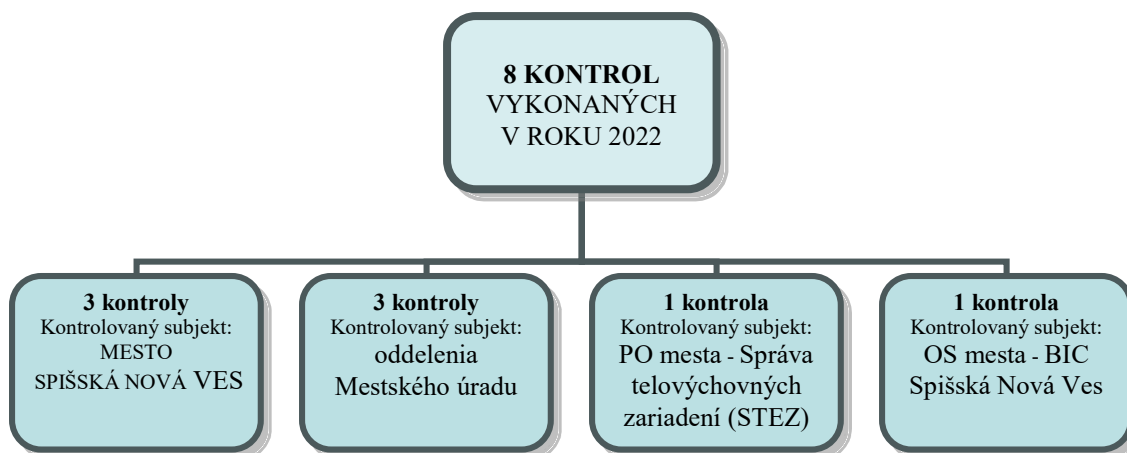 8 KONTROL
VYKONANÝCH
V ROKU 2022
3 kontroly
Kontrolovaný subjekt:
MESTO
SPIŠSKÁ NOVÁ VES
3 kontroly
Kontrolovaný subjekt:
oddelenia
Mestského úradu
1 kontrola
Kontrolovaný subjekt:
PO mesta - Správa
telovýchovných
zariadení (STEZ)
1 kontrola
Kontrolovaný subjekt:
OS mesta - BIC
Spišská Nová Ves